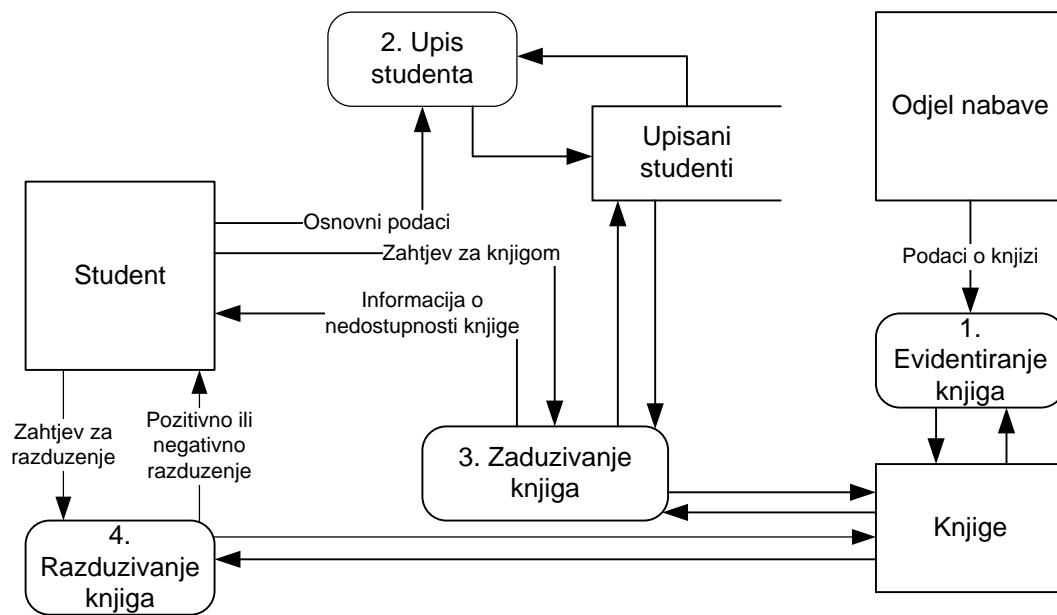 2. Upis
studenta
Odjel nabave
Upisani
studenti
Osnovni podaci
Zahtjev za knjigom
Podaci o knjizi
Student
Informacija o
nedostupnosti knjige
1.
Evidentiranje
knjiga
Zahtjev za
razduzenje
Pozitivno ili
negativno
razduzenje
3. Zaduzivanje
knjiga
Knjige
4.
Razduzivanje
knjiga